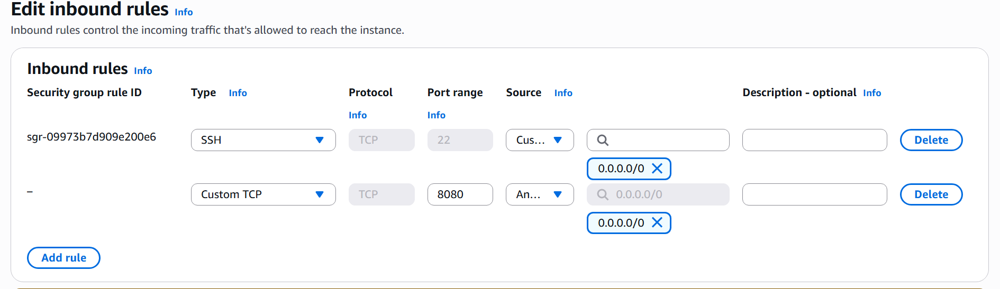 Edit inbound rules Info
Inbound rules control the incoming traffic that's allowed to reach the instance.
Inbound rules Info
Security group rule ID Type Info Protocol Info Port range Info Source Info Description - optional Info
sgr-09973b7d909e200e6 SSH TCP 22 Cus... Delete
0.0.0.0/0
– Custom TCP TCP 8080 An... 0.0.0.0/0 Delete
0.0.0.0/0
Add rule